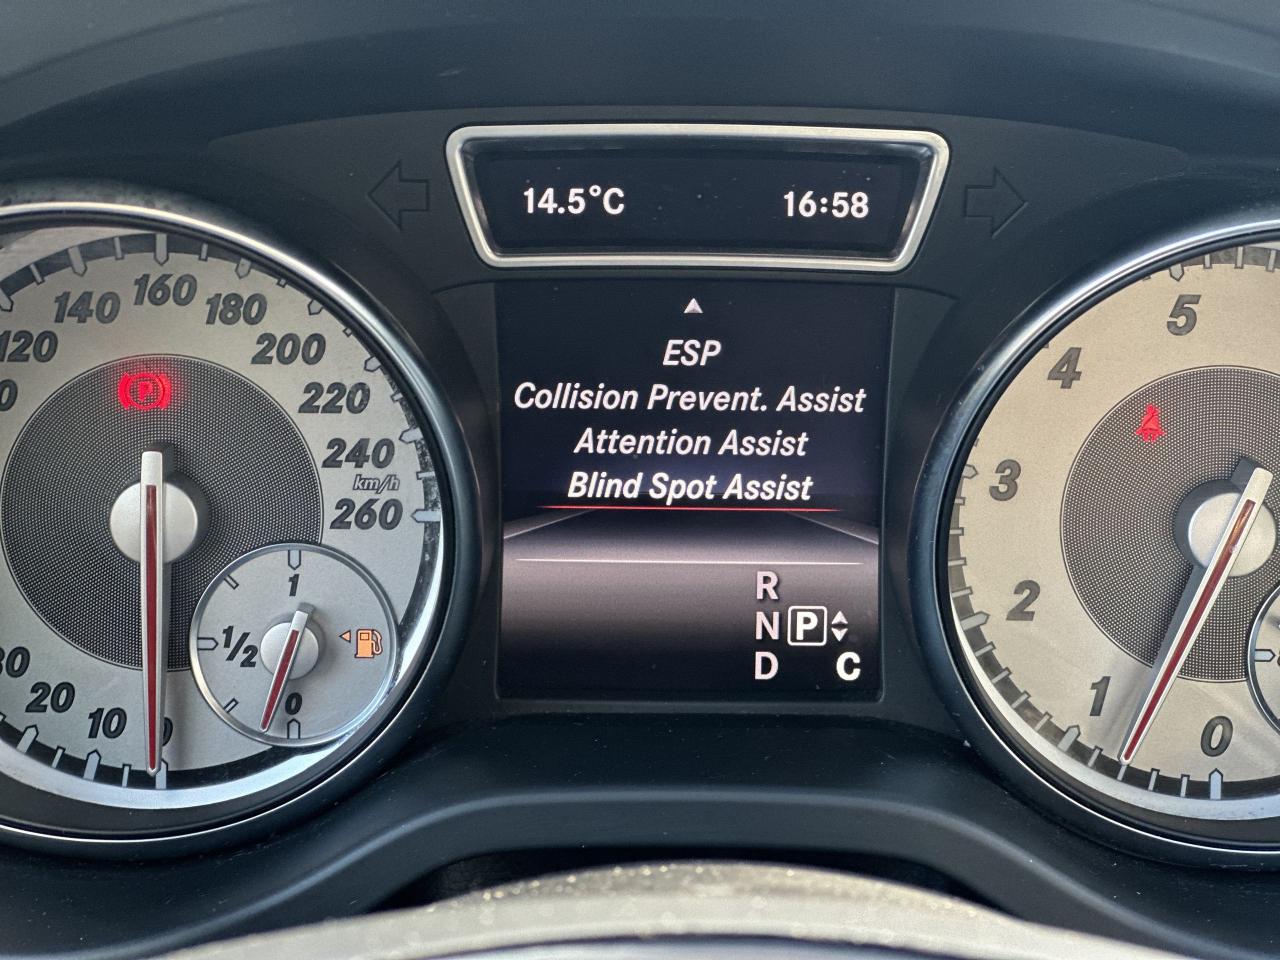 14.5°C 16:58
ESP
Collision Prevent. Assist
Attention Assist
Blind Spot Assist
R
N P
D C
10
20
120
140
160
180
200
220
240
km/h
260
P
1
1/2
0
0
1
2
3
4
5